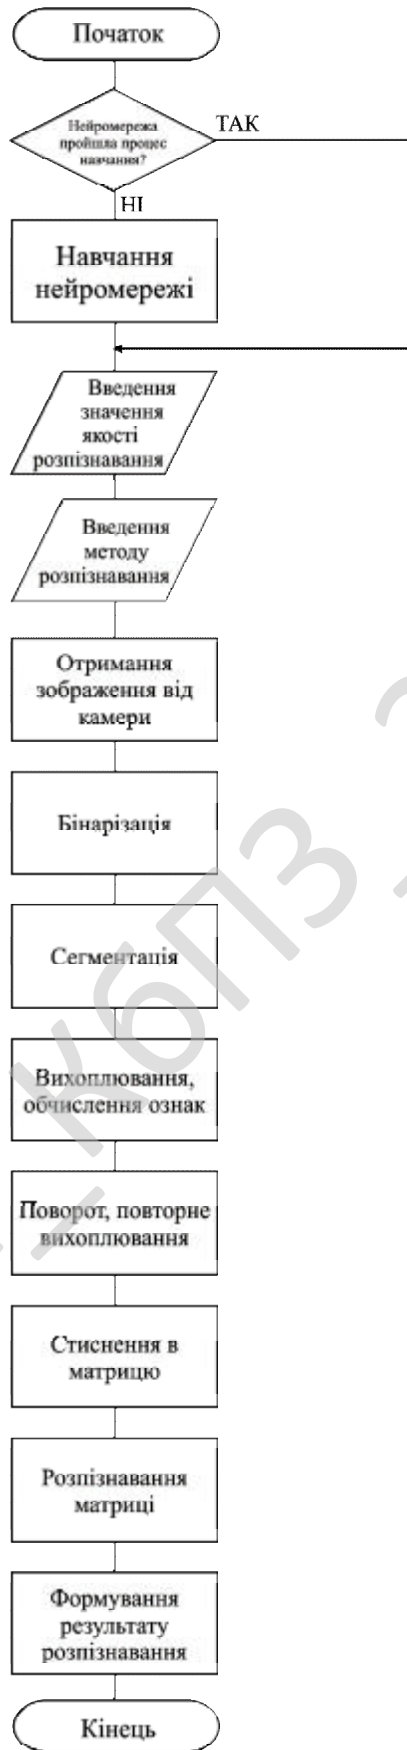 Початок
Нейромережа
пройшла процес
навчання?
ТАК
НІ
Навчання
нейромережі
Введення
значення
якості
розпізнавання
Введення
методу
розпізнавання
Отримання
зображення від
камери
Бінарізація
Сегментація
Вихоплювання,
обчислення ознак
Поворот, повторне
вихоплювання
Стиснення в
матрицю
Розпізнавання
матриці
Формування
результату
розпізнавання
Кінець
_КбПЗ_